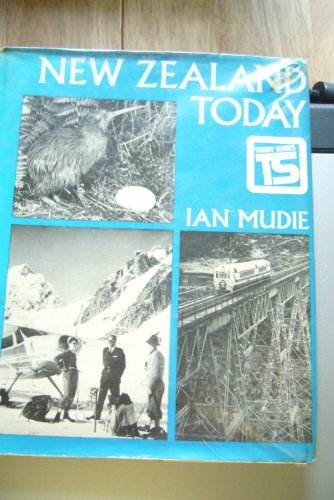 NEW ZEALAND
TODAY
TODAY SERIES
TS
IAN MUDIE